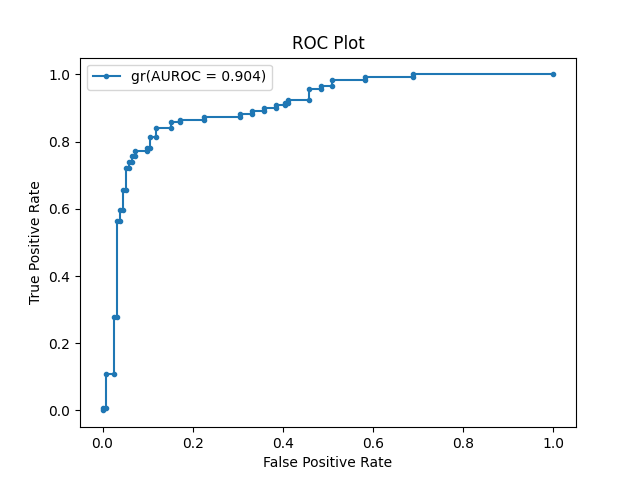 ROC Plot
gr(AUROC = 0.904)
True Positive Rate
1.0
0.8
0.6
0.4
0.2
0.0
0.0 0.2 0.4 0.6 0.8 1.0
False Positive Rate